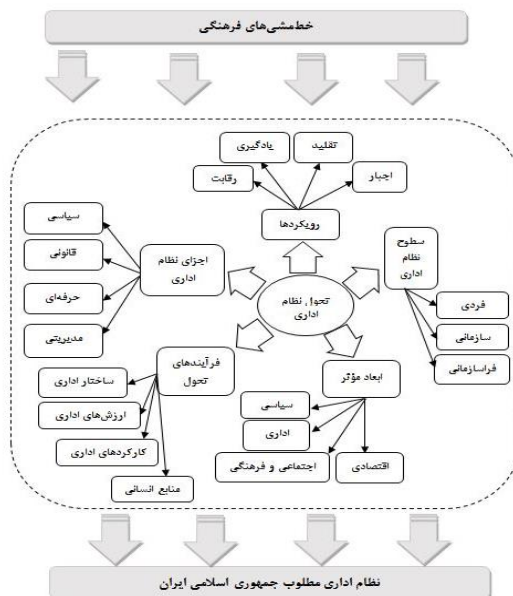 خط‌مشی‌های فرهنگی
یادگیری
تقلید
رقابت
اجبار
رویکردها
سیاسی
قانونی
حرفه‌ای
مدیریتی
اجزای نظام
اداری
سطوح
نظام
اداری
فردی
سازمانی
فراسازمانی
تحول نظام
اداری
فرآیندهای
تحول
ساختار اداری
ارزش‌های اداری
کارکردهای اداری
منابع انسانی
ابعاد مؤثر
سیاسی
اداری
اجتماعی و فرهنگی
اقتصادی
نظام اداری مطلوب جمهوری اسلامی ایران